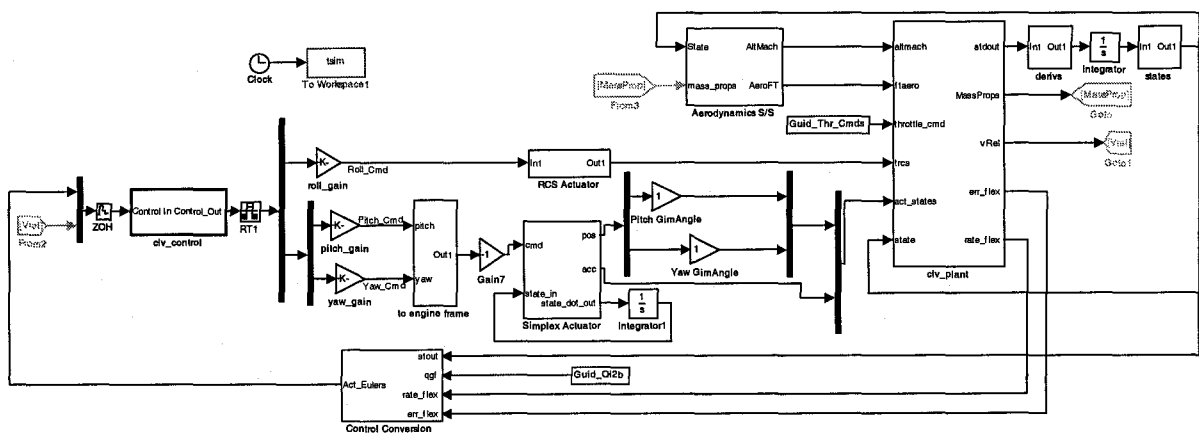 Clock
tsim
To Workspace1
State
AltMach
mass_props
AeroFT
Aerodynamics S/S
[MassProp]
From3
Guid_Thr_Cmds
altmach
stdout
ftaero
MassProps
throttle_cmd
vRel
trcs
err_flex
act_states
rate_flex
state
clv_plant
In1 Out1
derivs
1
s
Integrator
In1 Out1
states
[MassProp]
Goto
[Vrel]
Goto1
[Vrel]
From2
ZOH
Control In Control_Out
clv_control
RT1
-K-
Roll_Cmd
roll_gain
In1 Out1
RCS Actuator
-K-
Pitch_Cmd
pitch_gain
-K-
Yaw_Cmd
yaw_gain
pitch
Out1
yaw
to engine frame
-1
Gain7
cmd
pos
acc
state_in
state_dot_out
Simplex Actuator
1
s
Integrator1
1
Pitch GimAngle
1
Yaw GimAngle
stout
qgf
Act_Eulers
rate_flex
err_flex
Control Conversion
Guid_Qi2b